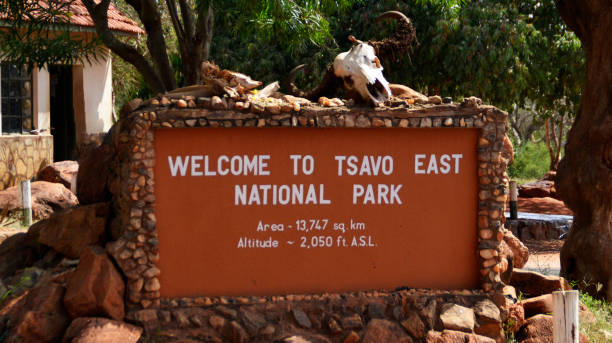 WELCOME TO TSAVO EAST
NATIONAL PARK
Area - 13,747 sq. km
Altitude ~ 2,050 ft. A.S.L.